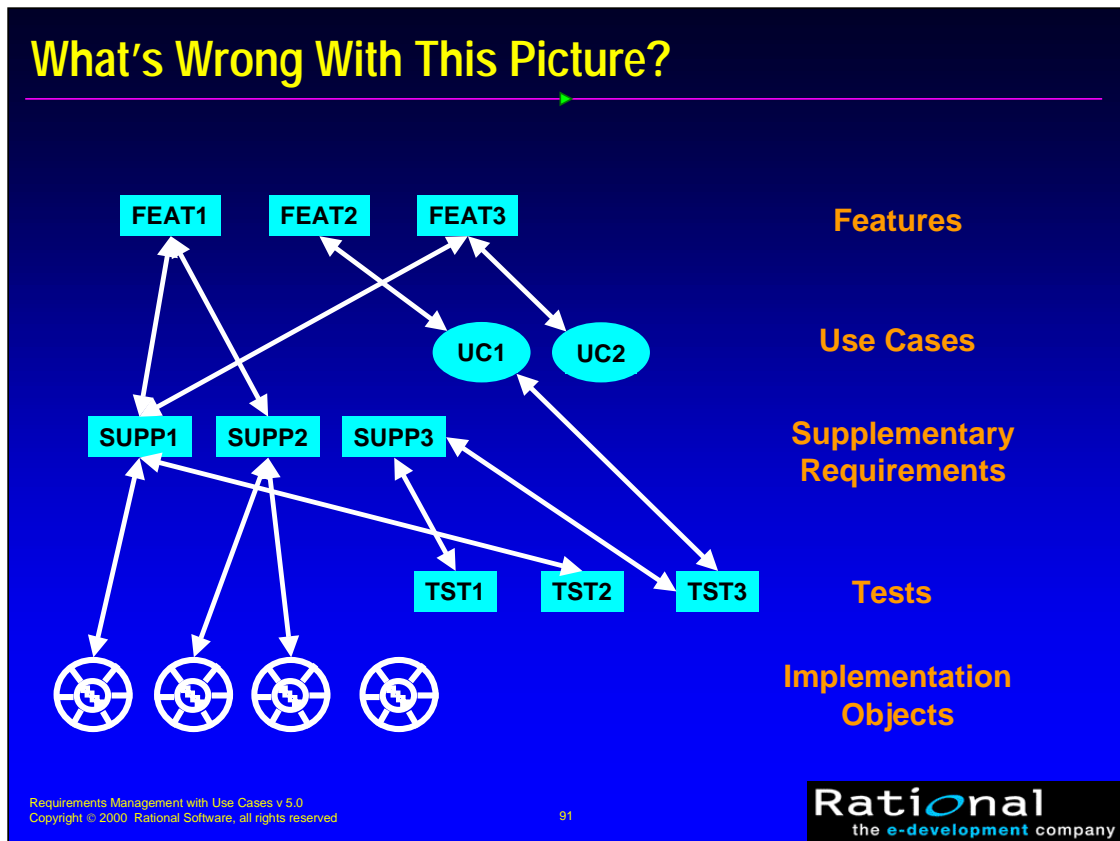 What's Wrong With This Picture?
FEAT1 FEAT2 FEAT3 Features
UC1 UC2 Use Cases
SUPP1 SUPP2 SUPP3 Supplementary
Requirements
TST1 TST2 TST3 Tests
Implementation
Objects
Requirements Management with Use Cases v 5.0
Copyright © 2000 Rational Software, all rights reserved
91
Rational
the e-development company